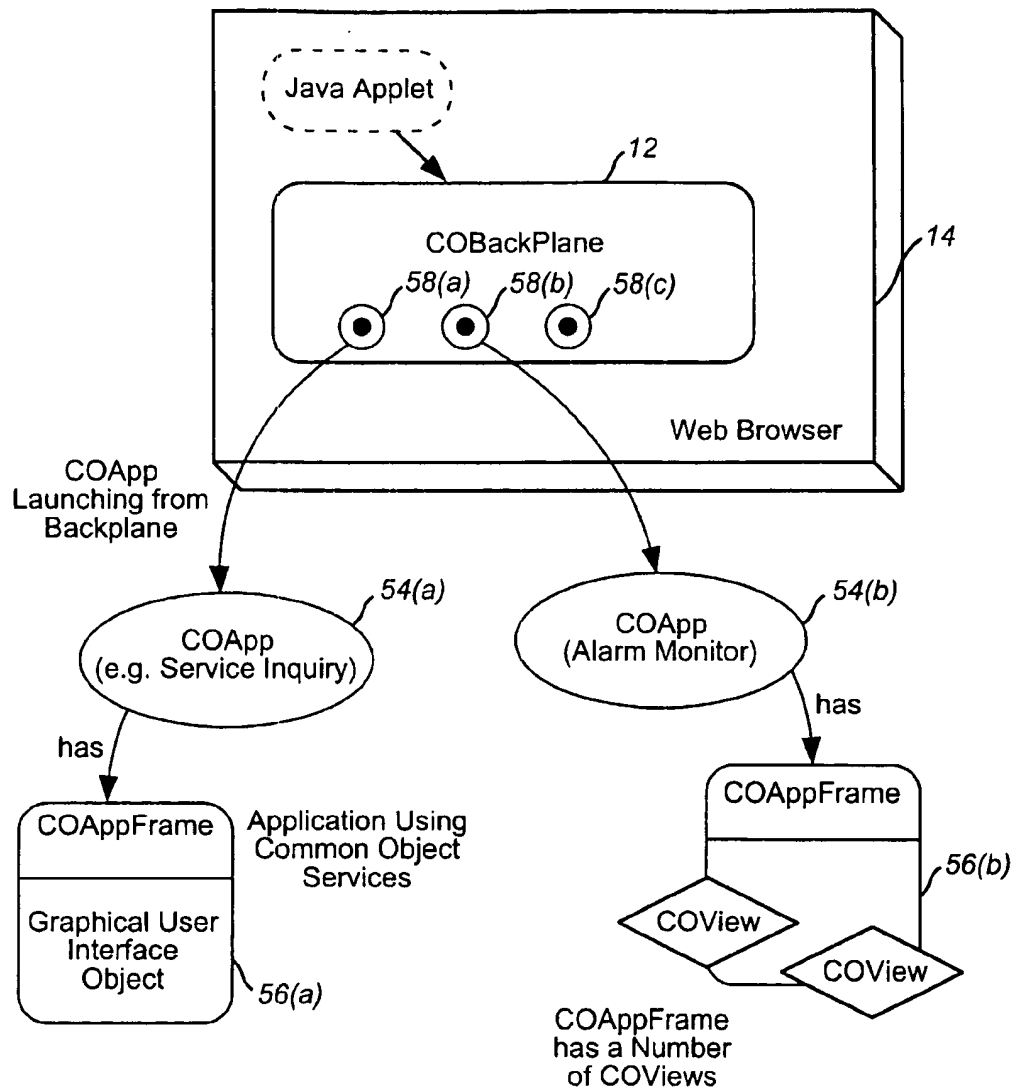 Java Applet
12
COBackPlane
14
58(a)
58(b)
58(c)
Web Browser
COApp
Launching from
Backplane
54(a)
COApp
(e.g. Service Inquiry)
54(b)
COApp
(Alarm Monitor)
has
has
COAppFrame
Graphical User
Interface
Object
56(a)
Application Using
Common Object
Services
COAppFrame
56(b)
COView
COView
COAppFrame
has a Number
of COViews